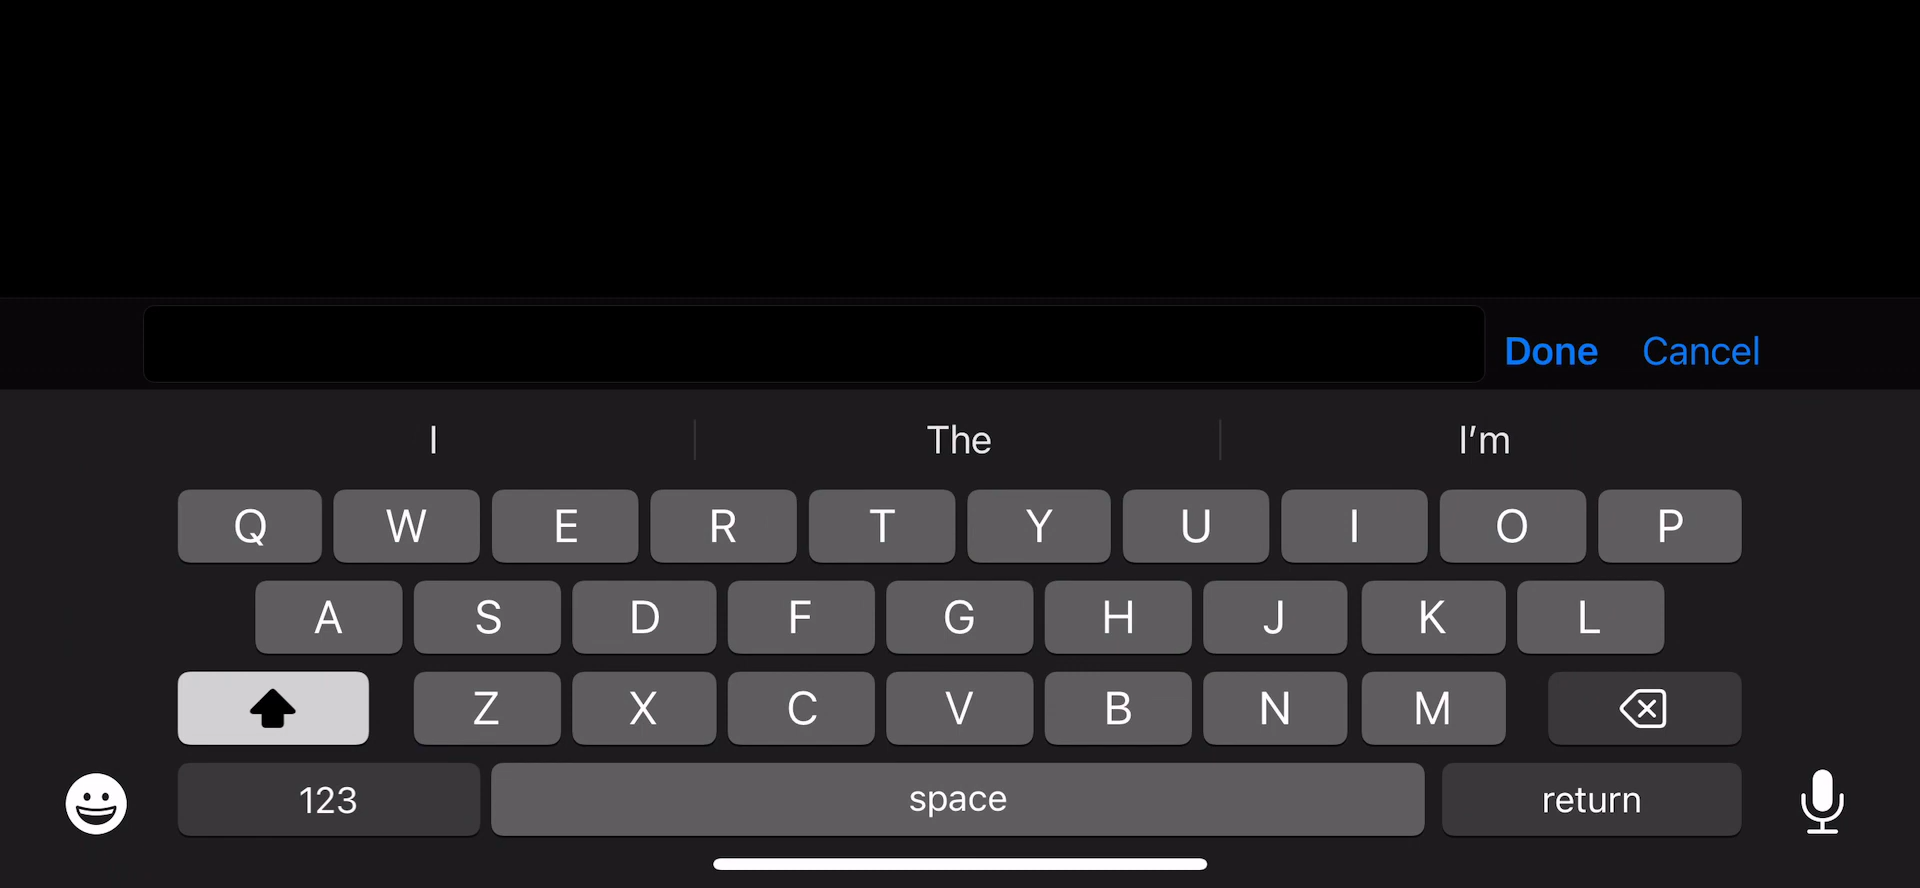 Done Cancel
I The I'm
Q W E R T Y U I O P
A S D F G H J K L
Z X C V B N M
123 space return